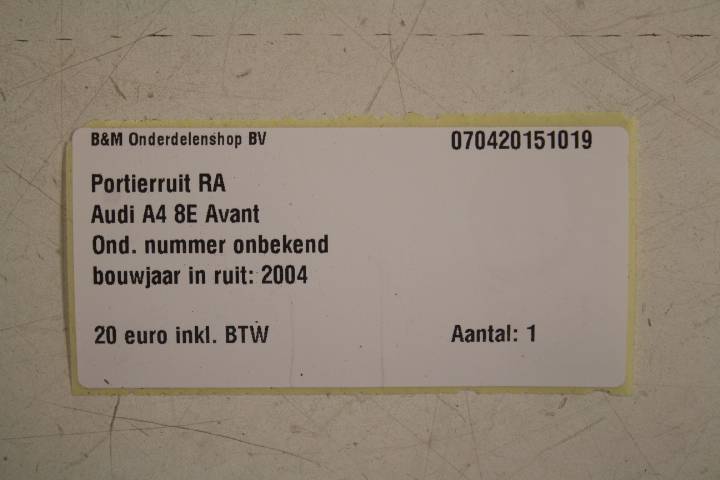 B&M Onderdelenshop BV 070420151019
Portierruit RA
Audi A4 8E Avant
Ond. nummer onbekend
bouwjaar in ruit: 2004
20 euro inkl. BTW Aantal: 1